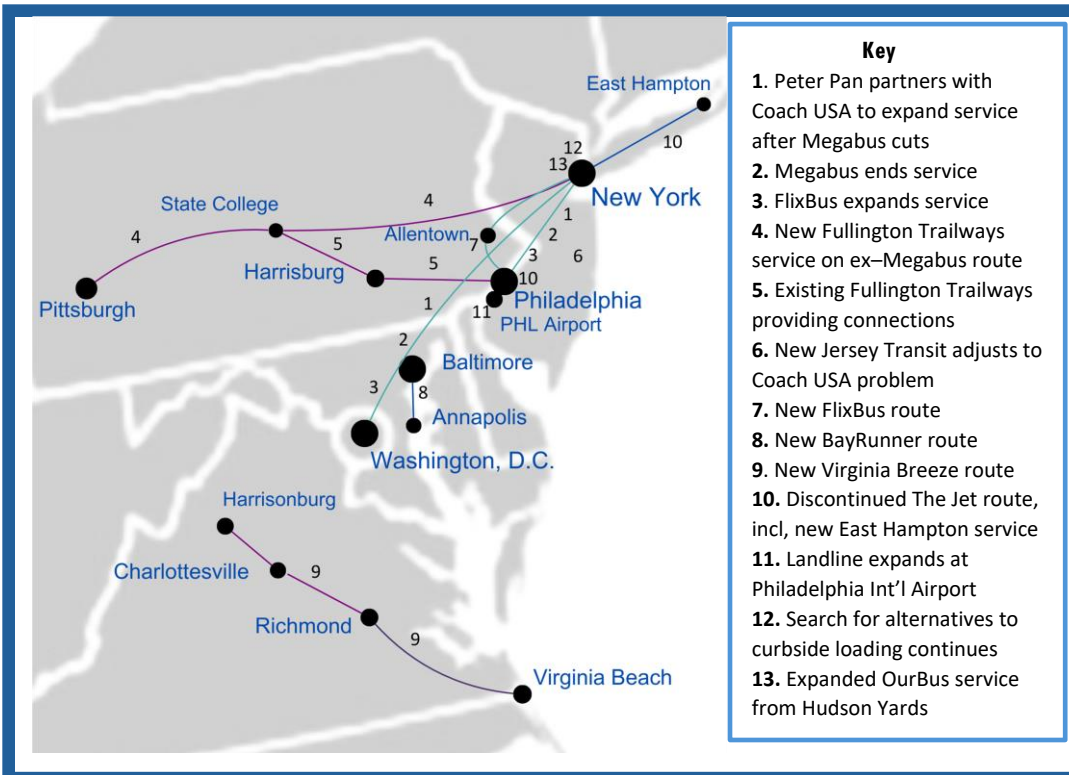 East Hampton
10
12
13
New York
State College
4
4
1
Allentown
7
2
5
3
6
Harrisburg
5
10
Pittsburgh
Philadelphia
1
11
PHL Airport
2
Baltimore
3
8
Annapolis
Washington, D.C.
Harrisonburg
Charlottesville
9
Richmond
9
Virginia Beach
Key
1. Peter Pan partners with
Coach USA to expand service
after Megabus cuts
2. Megabus ends service
3. FlixBus expands service
4. New Fullington Trailways
service on ex–Megabus route
5. Existing Fullington Trailways
providing connections
6. New Jersey Transit adjusts to
Coach USA problem
7. New FlixBus route
8. New BayRunner route
9. New Virginia Breeze route
10. Discontinued The Jet route,
incl, new East Hampton service
11. Landline expands at
Philadelphia Int’l Airport
12. Search for alternatives to
curbside loading continues
13. Expanded OurBus service
from Hudson Yards